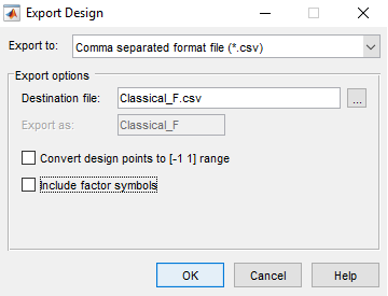 Export Design
Export to: Comma separated format file (*.csv)
Export options
Destination file: Classical_F.csv ...
Export as: Classical_F
Convert design points to [-1 1] range
Include factor symbols
OK Cancel Help